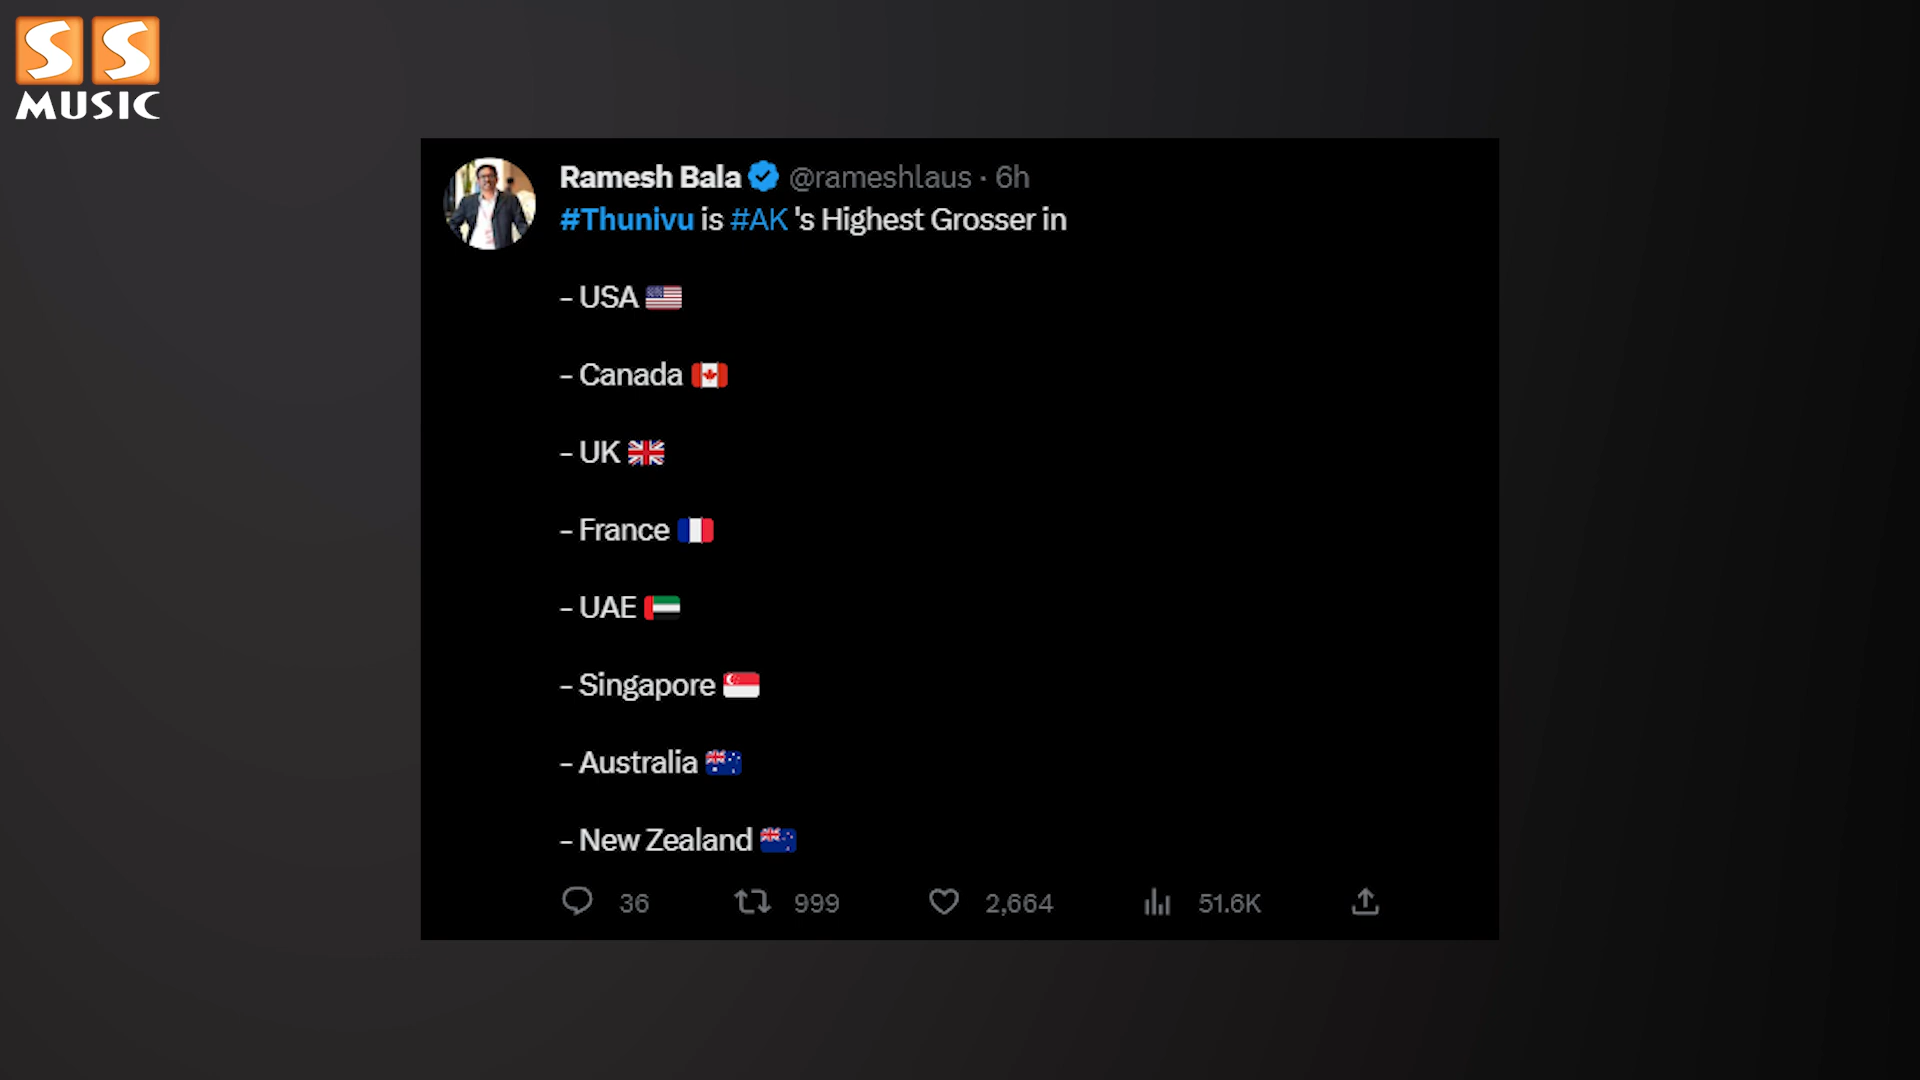 SS
MUSIC
Ramesh Bala @rameshlaus · 6h
#Thunivu is #AK 's Highest Grosser in
- USA 🇺🇸
- Canada 🇨🇦
- UK 🇬🇧
- France 🇫🇷
- UAE 🇦🇪
- Singapore 🇸🇬
- Australia 🇦🇺
- New Zealand 🇳🇿
36 999 2,664 51.6K